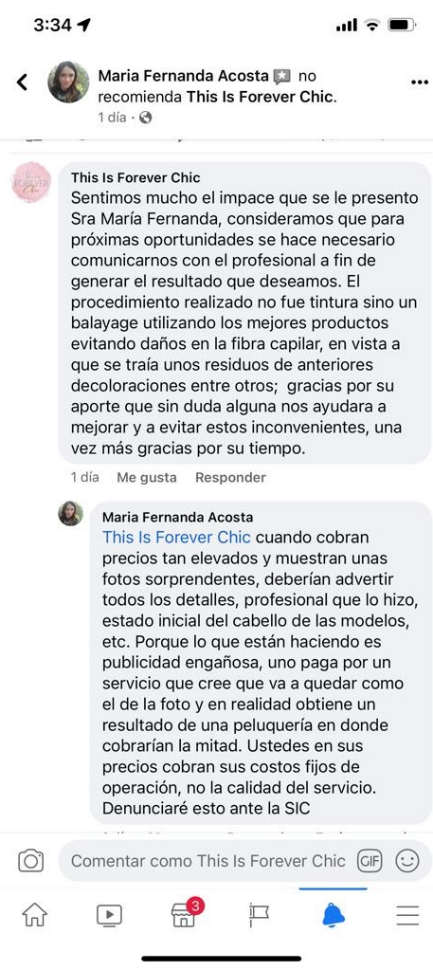 3:34
Maria Fernanda Acosta no
recomienda This Is Forever Chic.
1 día
This Is Forever Chic
Sentimos mucho el impace que se le presento
Sra María Fernanda, consideramos que para
próximas oportunidades se hace necesario
comunicarnos con el profesional a fin de
generar el resultado que deseamos. El
procedimiento realizado no fue tintura sino un
balayage utilizando los mejores productos
evitando daños en la fibra capilar, en vista a
que se traía unos residuos de anteriores
decoloraciones entre otros; gracias por su
aporte que sin duda alguna nos ayudara a
mejorar y a evitar estos inconvenientes, una
vez más gracias por su tiempo.
1 día Me gusta Responder
Maria Fernanda Acosta
This Is Forever Chic cuando cobran
precios tan elevados y muestran unas
fotos sorprendentes, deberían advertir
todos los detalles, profesional que lo hizo,
estado inicial del cabello de las modelos,
etc. Porque lo que están haciendo es
publicidad engañosa, uno paga por un
servicio que cree que va a quedar como
el de la foto y en realidad obtiene un
resultado de una peluquería en donde
cobrarían la mitad. Ustedes en sus
precios cobran sus costos fijos de
operación, no la calidad del servicio.
Denunciaré esto ante la SIC
Comentar como This Is Forever Chic GIF
3